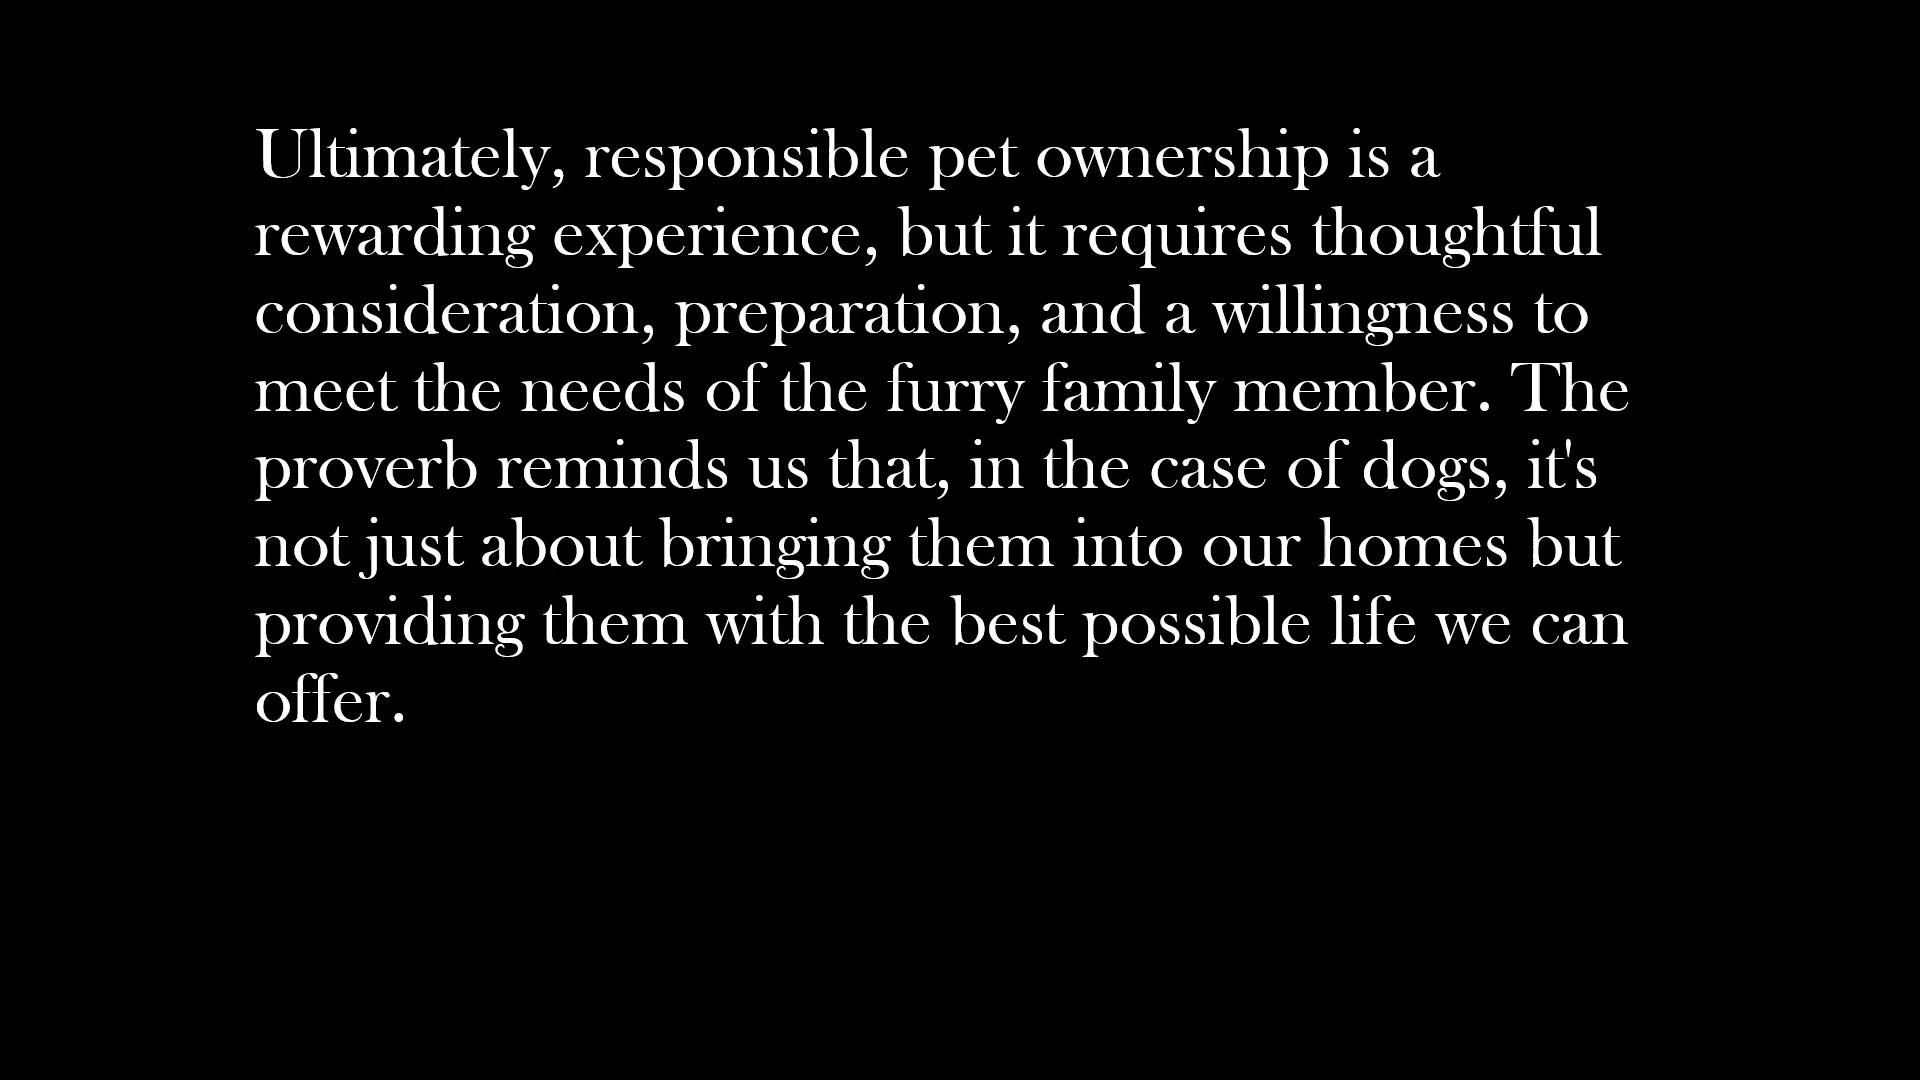 Ultimately, responsible pet ownership is a
rewarding experience, but it requires thoughtful
consideration, preparation, and a willingness to
meet the needs of the furry family member. The
proverb reminds us that, in the case of dogs, it's
not just about bringing them into our homes but
providing them with the best possible life we can
offer.